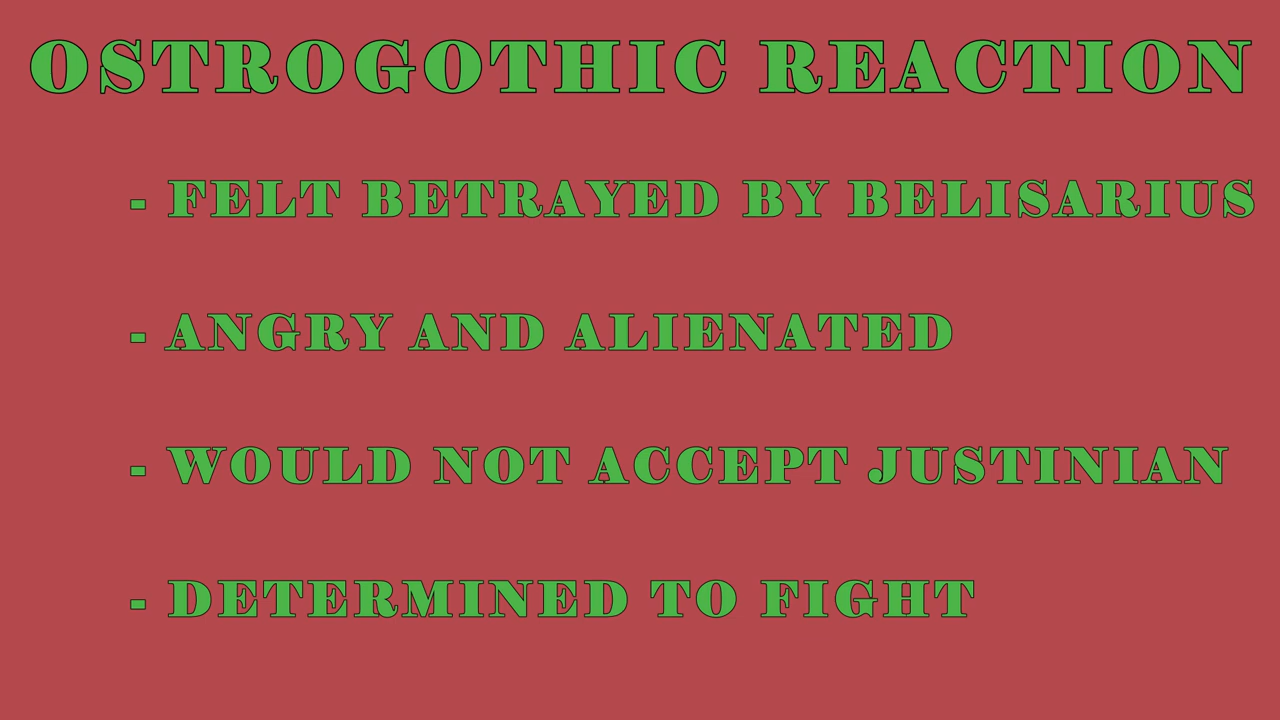 OSTROGOTHIC REACTION
- FELT BETRAYED BY BELISARIUS
- ANGRY AND ALIENATED
- WOULD NOT ACCEPT JUSTINIAN
- DETERMINED TO FIGHT